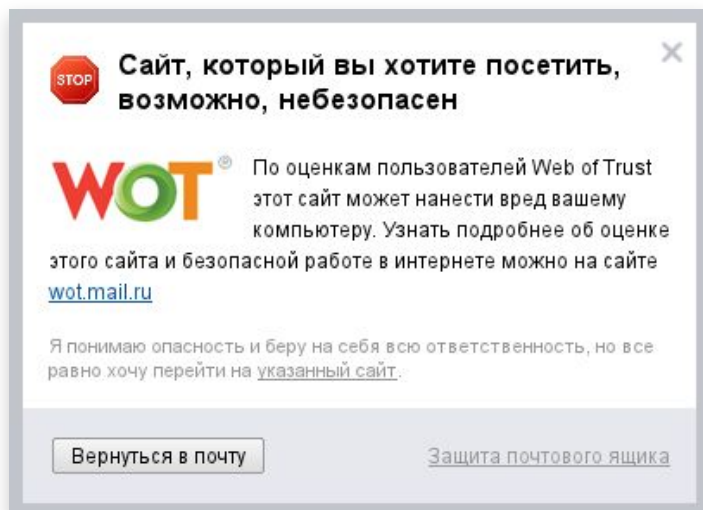 STOP
Сайт, который вы хотите посетить,
возможно, небезопасен
WOT®
По оценкам пользователей Web of Trust
этот сайт может нанести вред вашему
компьютеру. Узнать подробнее об оценке
этого сайта и безопасной работе в интернете можно на сайте
wot.mail.ru
Я понимаю опасность и беру на себя всю ответственность, но все
равно хочу перейти на указанный сайт.
Вернуться в почту
Защита почтового ящика